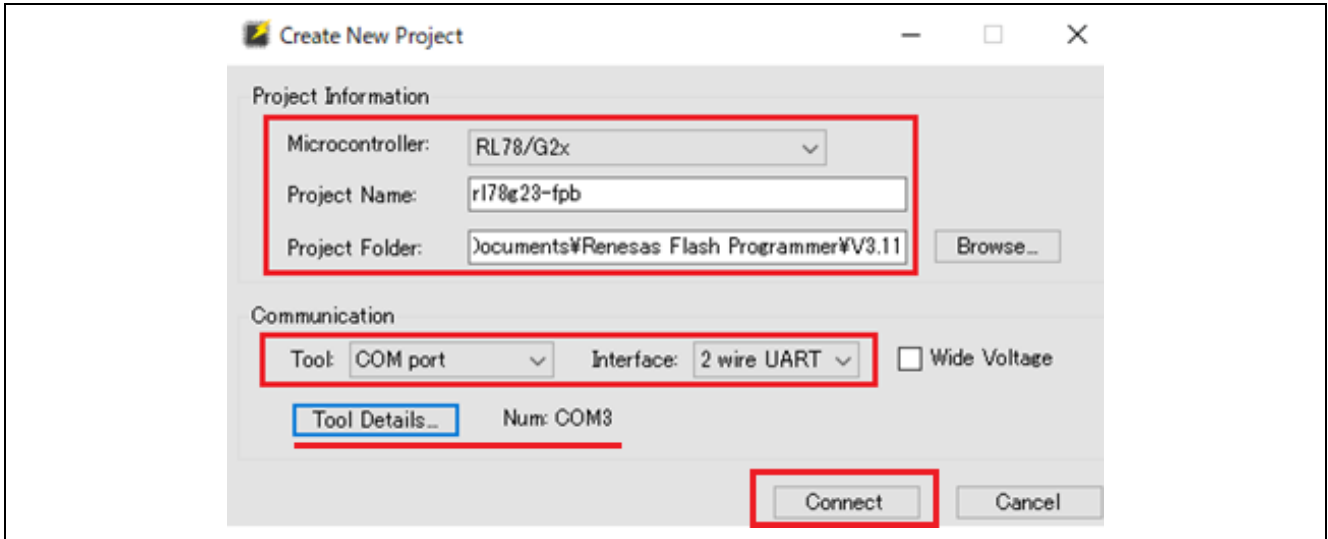 Create New Project
Project Information
Microcontroller: RL78/G2x
Project Name: rl78g23-fpb
Project Folder: Documents¥Renesas Flash Programmer¥V3.11 Browse...
Communication
Tool: COM port Interface: 2 wire UART Wide Voltage
Tool Details... Num: COM3
Connect Cancel